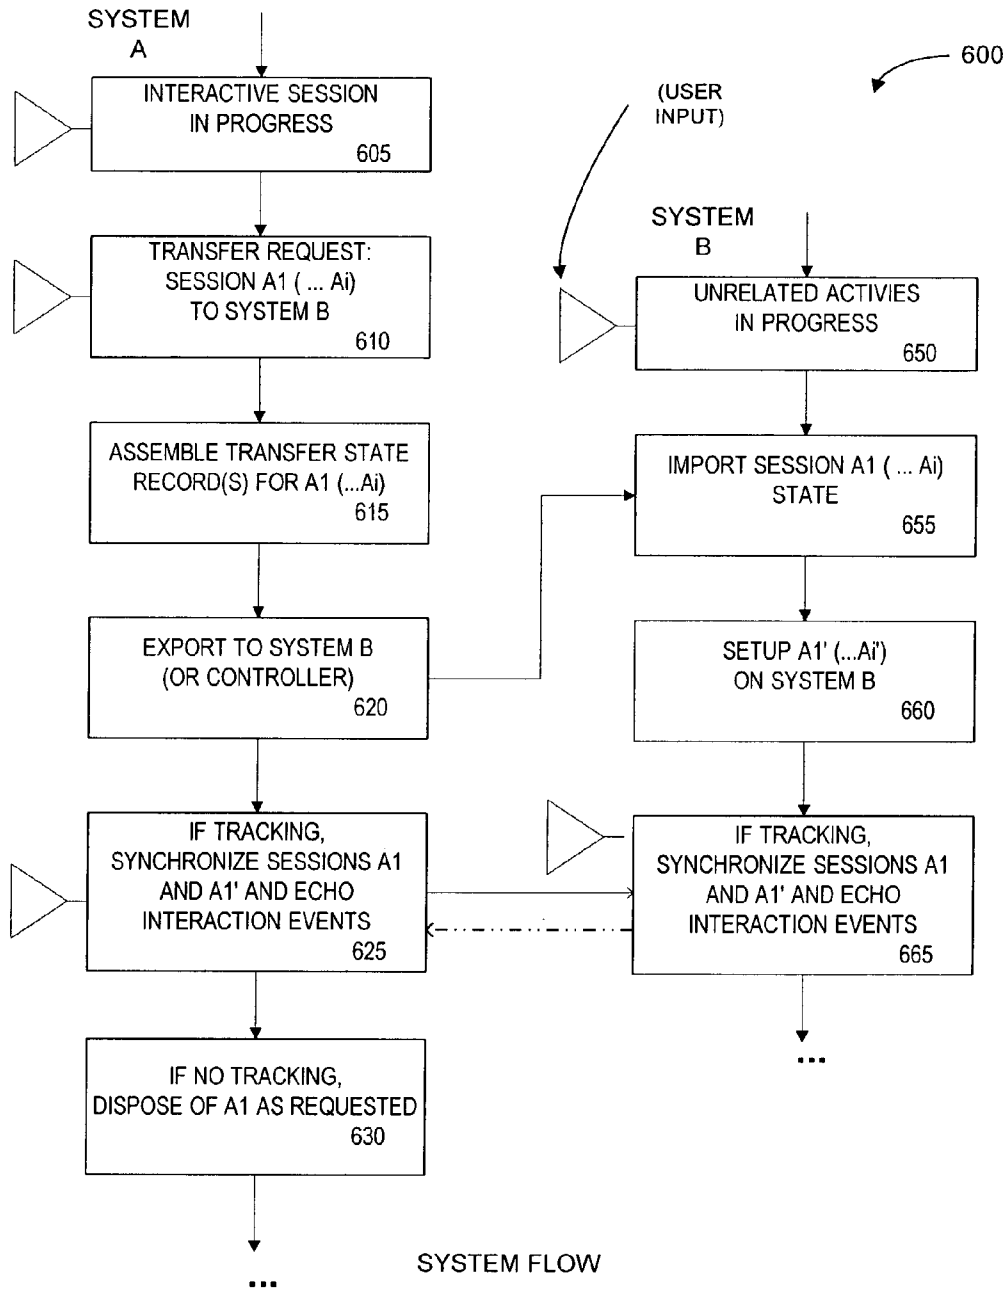 SYSTEM
A
600
INTERACTIVE SESSION
IN PROGRESS
605
(USER
INPUT)
TRANSFER REQUEST:
SESSION A1 ( ... Ai)
TO SYSTEM B
610
SYSTEM
B
UNRELATED ACTIVIES
IN PROGRESS
650
ASSEMBLE TRANSFER STATE
RECORD(S) FOR A1 (...Ai)
615
IMPORT SESSION A1 ( ... Ai)
STATE
655
EXPORT TO SYSTEM B
(OR CONTROLLER)
620
SETUP A1' (...Ai')
ON SYSTEM B
660
IF TRACKING,
SYNCHRONIZE SESSIONS A1
AND A1' AND ECHO
INTERACTION EVENTS
625
IF TRACKING,
SYNCHRONIZE SESSIONS A1
AND A1' AND ECHO
INTERACTION EVENTS
665
...
IF NO TRACKING,
DISPOSE OF A1 AS REQUESTED
630
...
SYSTEM FLOW